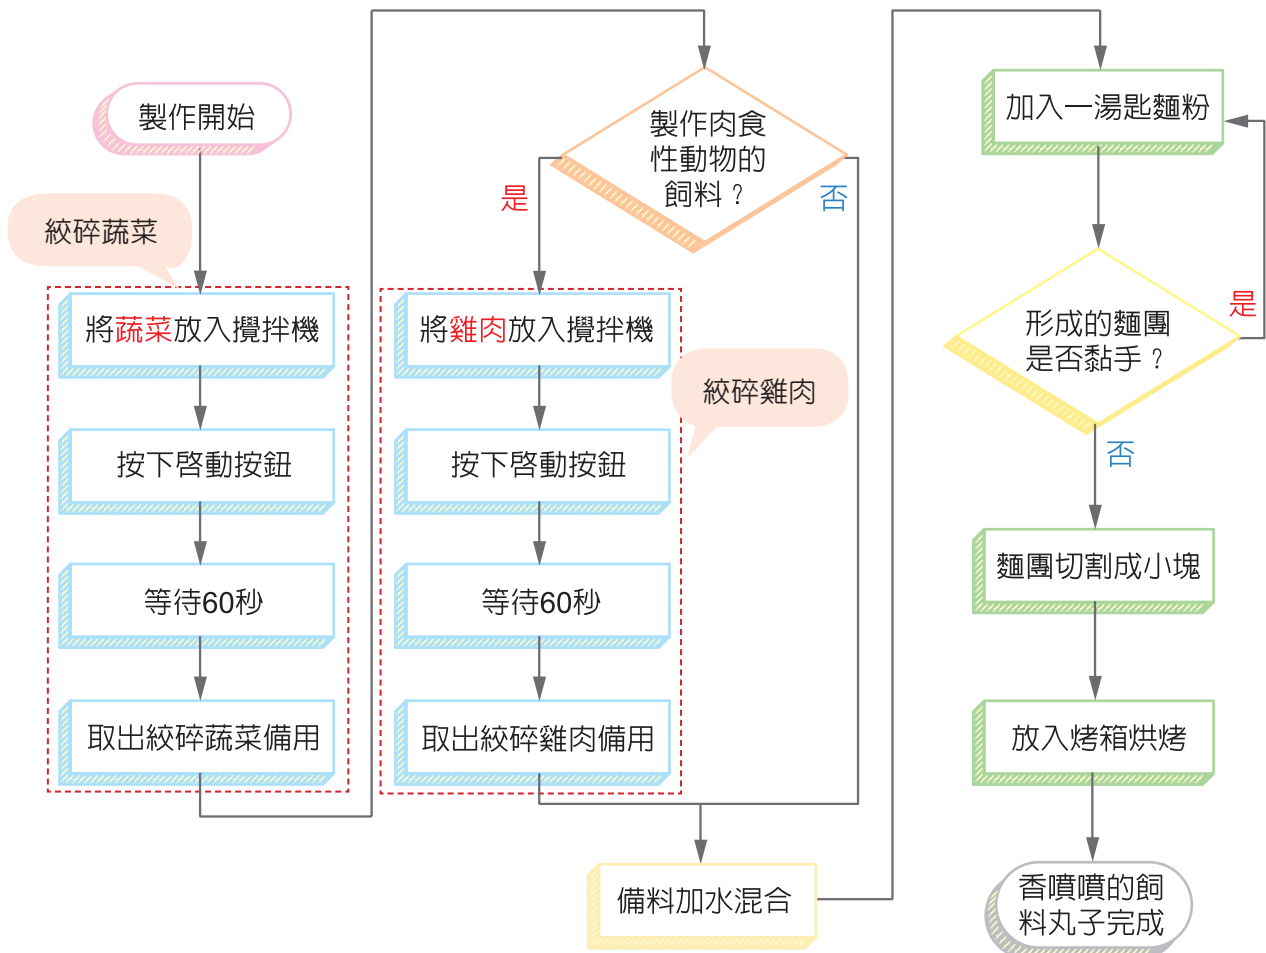 製作開始
絞碎蔬菜
將蔬菜放入攪拌機
按下啓動按鈕
等待60秒
取出絞碎蔬菜備用
製作肉食
性動物的
飼料？
是
否
將雞肉放入攪拌機
絞碎雞肉
按下啓動按鈕
等待60秒
取出絞碎雞肉備用
備料加水混合
加入一湯匙麵粉
形成的麵團
是否黏手？
是
否
麵團切割成小塊
放入烤箱烘烤
香噴噴的飼
料丸子完成